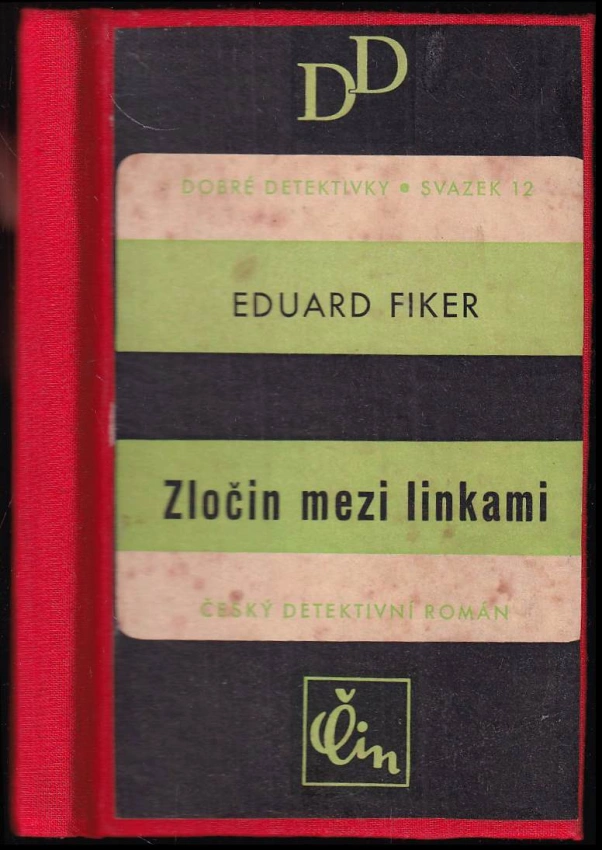 DD
DOBRÉ DETEKTIVKY • SVAZEK 12
EDUARD FIKER
Zločin mezi linkami
ČESKÝ DETEKTIVNÍ ROMÁN
Čin